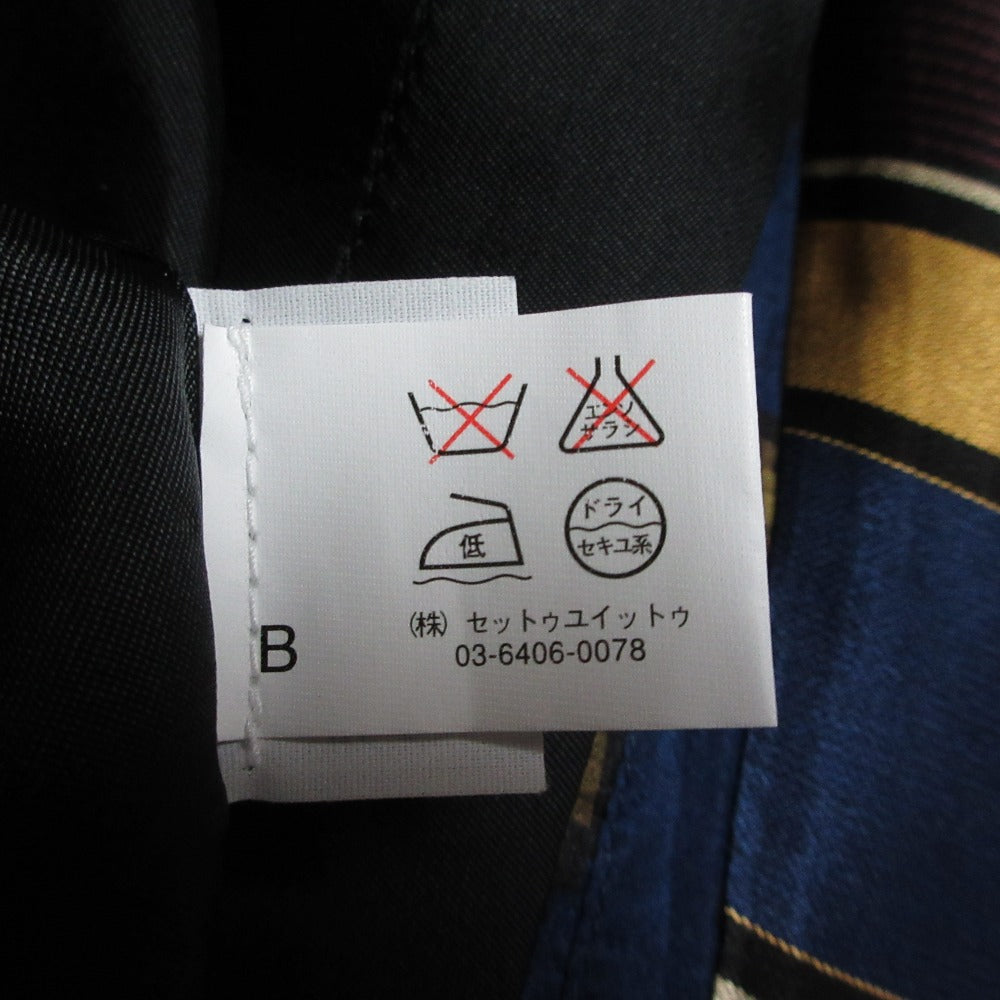 エンソ
サラシ
低
ドライ
セキユ系
(株) セットゥユイットゥ
03-6406-0078
B